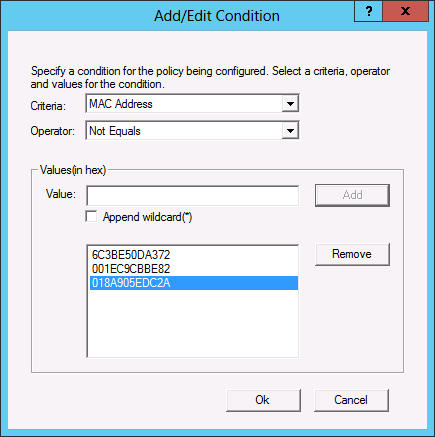 Add/Edit Condition
?
x
Specify a condition for the policy being configured. Select a criteria, operator
and values for the condition.
Criteria: MAC Address
Operator: Not Equals
Values(in hex)
Value: Add
Append wildcard(*)
6C3BE50DA372
001EC9CBBE82
018A905EDC2A
Remove
Ok Cancel